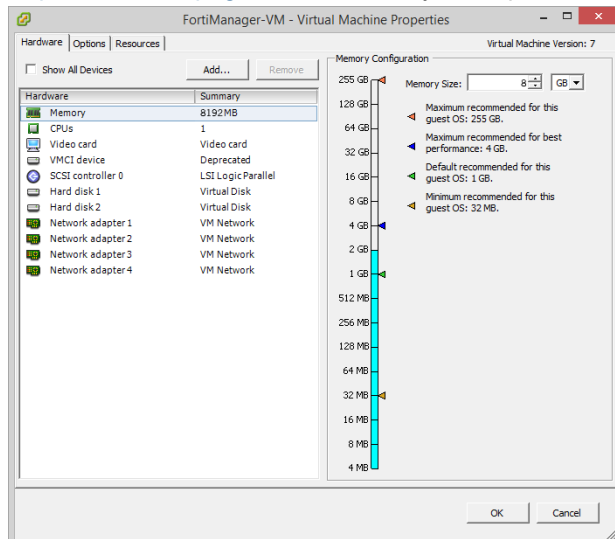 FortiManager-VM - Virtual Machine Properties
Hardware Options Resources
Virtual Machine Version: 7
Show All Devices
Add...
Remove
Hardware Summary
Memory 8192MB
CPUs 1
Video card Video card
VMCI device Deprecated
SCSI controller 0 LSI Logic Parallel
Hard disk 1 Virtual Disk
Hard disk 2 Virtual Disk
Network adapter 1 VM Network
Network adapter 2 VM Network
Network adapter 3 VM Network
Network adapter 4 VM Network
Memory Configuration
255 GB
128 GB
64 GB
32 GB
16 GB
8 GB
4 GB
2 GB
1 GB
512 MB
256 MB
128 MB
64 MB
32 MB
16 MB
8 MB
4 MB
Memory Size: 8 GB
Maximum recommended for this
guest OS: 255 GB.
Maximum recommended for best
performance: 4 GB.
Default recommended for this
guest OS: 1 GB.
Minimum recommended for this
guest OS: 32 MB.
OK Cancel